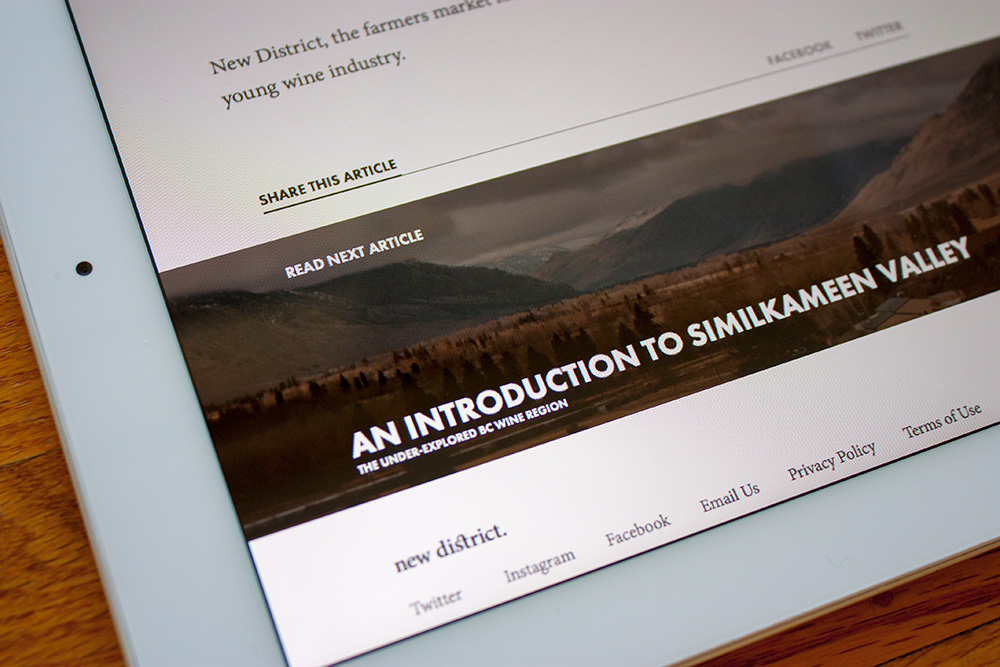 New District, the farmers market
young wine industry.
FACEBOOK TWITTER
SHARE THIS ARTICLE
READ NEXT ARTICLE
AN INTRODUCTION TO SIMILKAMEEN VALLEY
THE UNDER-EXPLORED BC WINE REGION
new district.
Twitter Instagram Facebook Email Us Privacy Policy Terms of Use